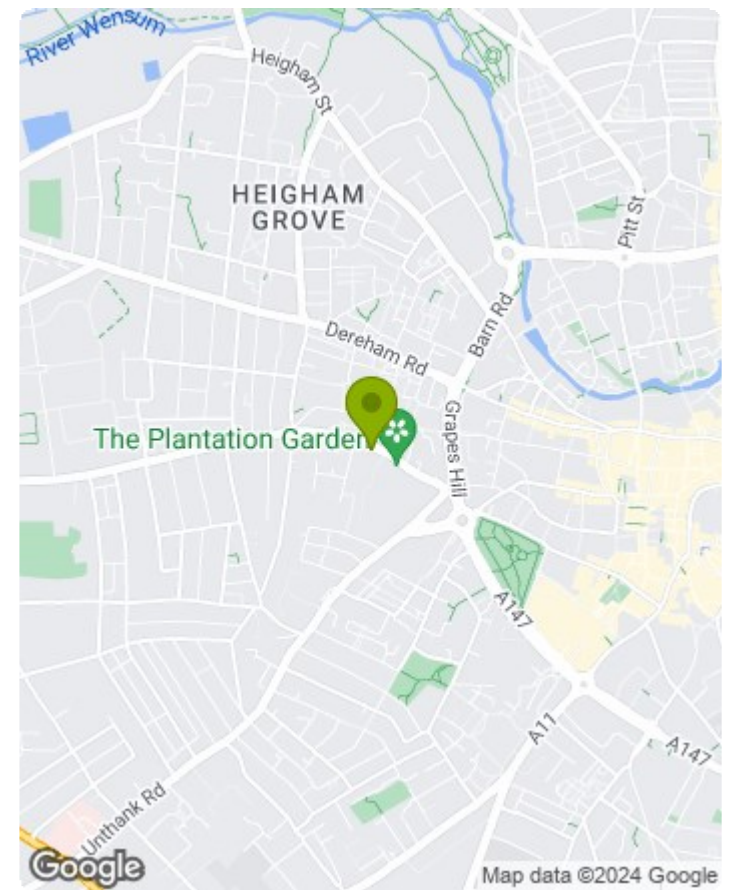 River Wensum
Heigham St
HEIGHAM
GROVE
Pitt St
Barn Rd
Dereham Rd
Grapes Hill
The Plantation Garden
A147
A11
A147
Unthank Rd
Google
Map data ©2024 Google